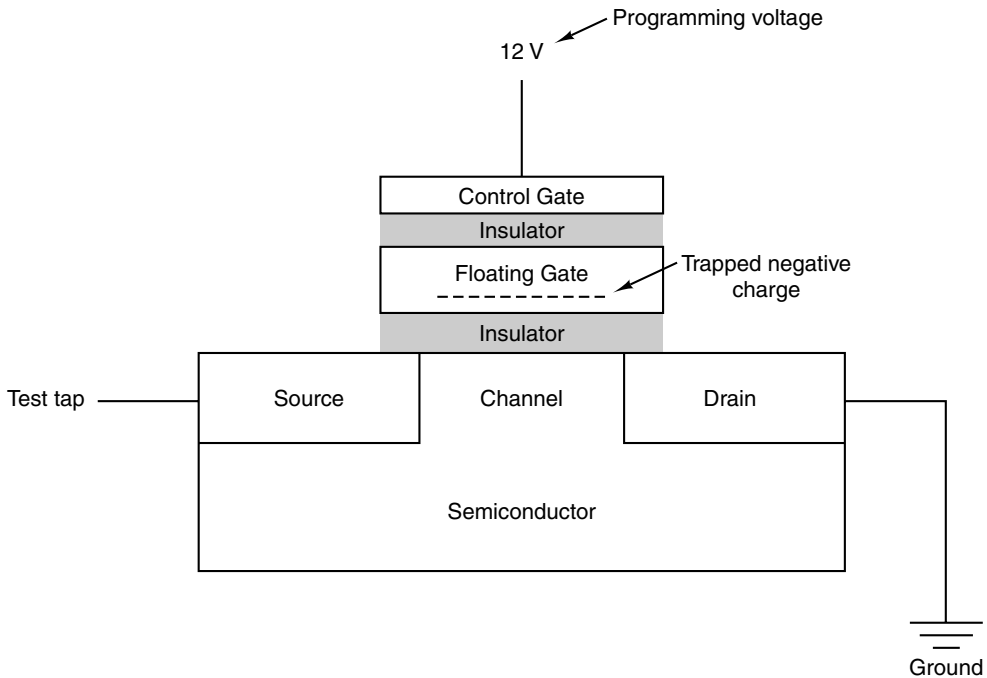 Programming voltage
12 V
Control Gate
Insulator
Floating Gate
Trapped negative
charge
Insulator
Test tap
Source
Channel
Drain
Semiconductor
Ground